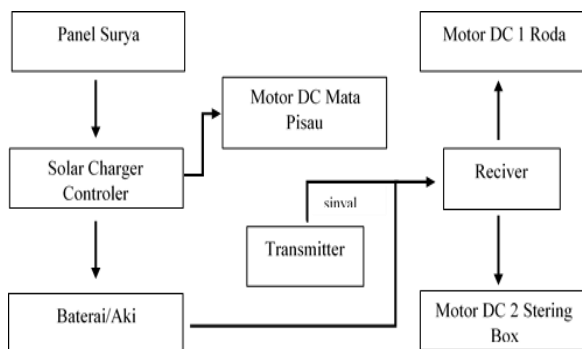 Panel Surya
Motor DC 1 Roda
Motor DC Mata
Pisau
Solar Charger
Controler
Reciver
sinyal
Transmitter
Baterai/Aki
Motor DC 2 Stering
Box